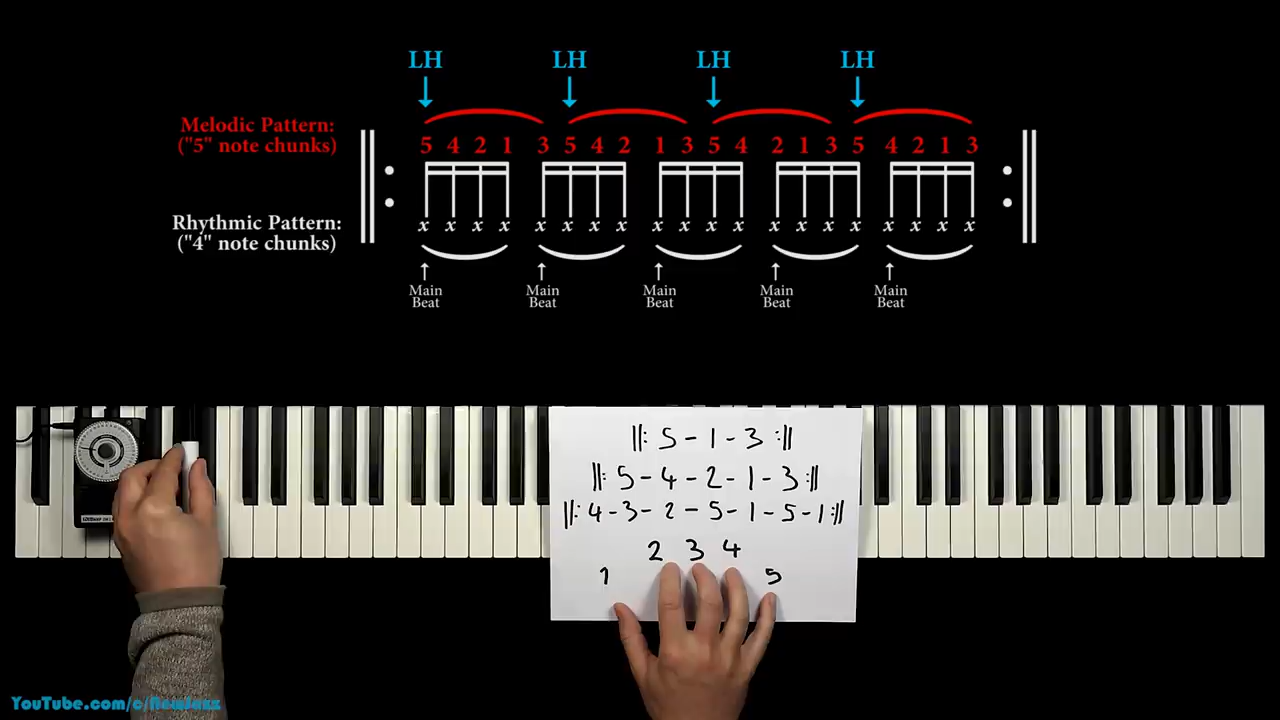 LH LH LH LH
Melodic Pattern:
("5" note chunks)
5 4 2 1 3 5 4 2 1 3 5 4 2 1 3 5 4 2 1 3
Rhythmic Pattern:
("4" note chunks)
x x x x x x x x x x x x x x x x x x x x
Main Beat
Main Beat
Main Beat
Main Beat
Main Beat
||: 5 - 1 - 3 :||
||: 5 - 4 - 2 - 1 - 3 :||
||: 4 - 3 - 2 - 5 - 1 - 5 - 1 :||
2 3 4
1 5
YouTube.com/c/NewJazz